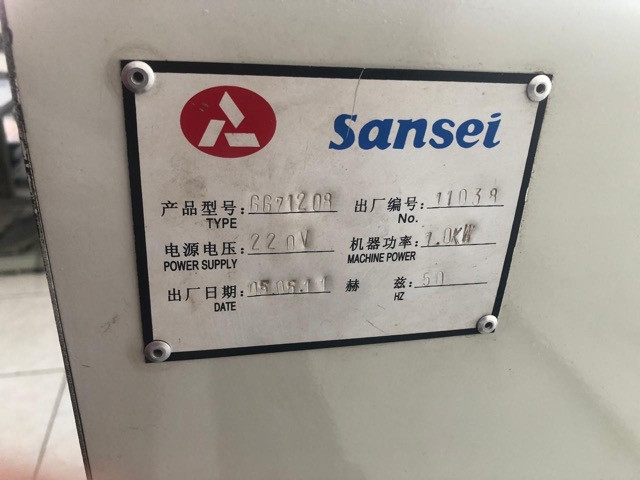 Sansei
产品型号: GGZ1208 出厂编号: 11038
TYPE No.
电源电压: 220V 机器功率: 1.0KW
POWER SUPPLY MACHINE POWER
出厂日期: 05.05.11 赫 兹: 50
DATE HZ